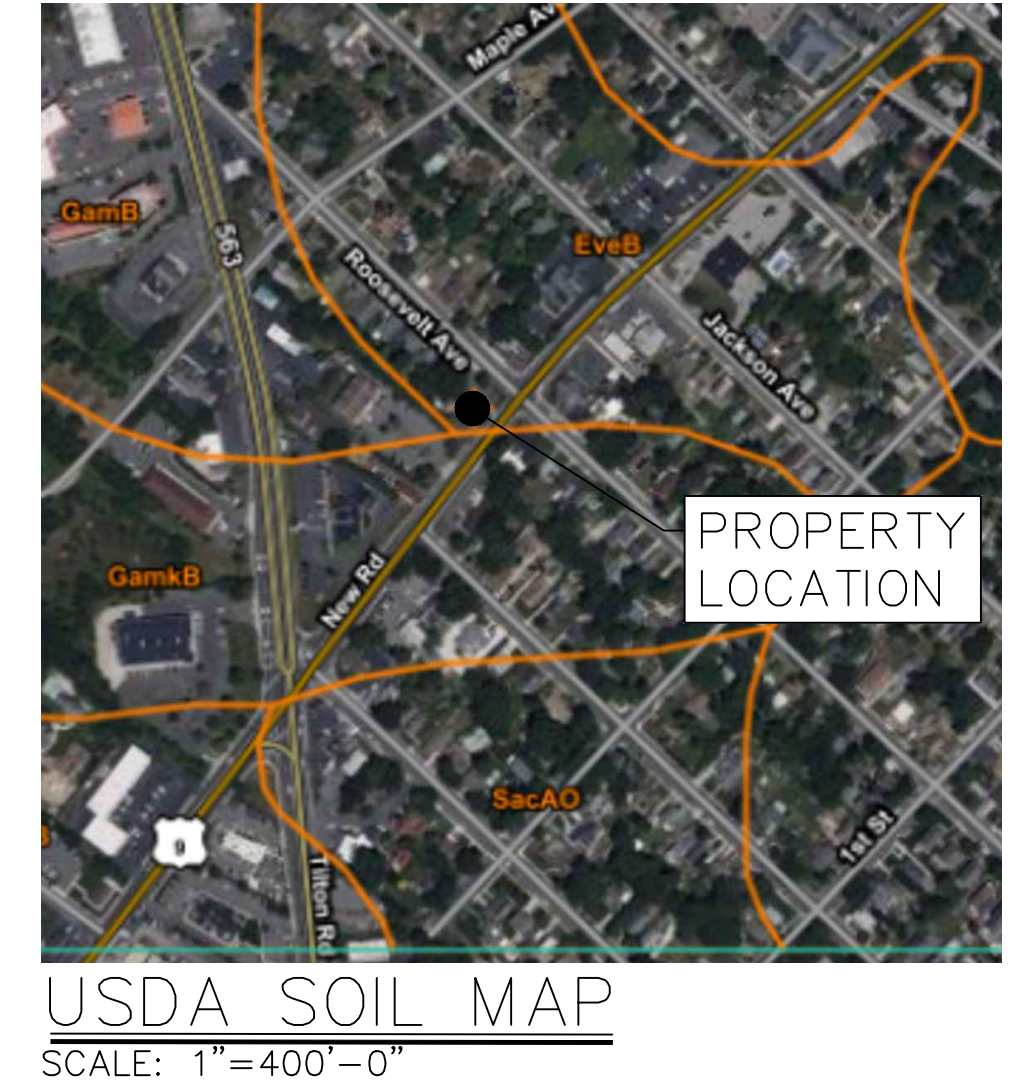 Maple Av
GamB
563
EveB
Roosevelt Ave
Jackson Ave
PROPERTY
LOCATION
GamkB
New Rd
SacAO
B
9
1st St
Tilton Rd
USDA SOIL MAP
SCALE: 1"=400'-0"